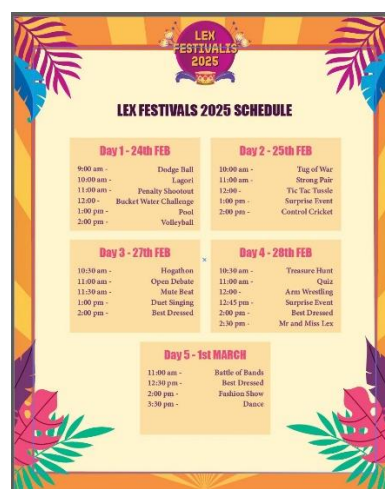 LEX
FESTIVALIS
2025
LEX FESTIVALS 2025 SCHEDULE
Day 1 - 24th FEB
9:00 am - Dodge Ball
10:00 am - Lagori
11:00 am - Penalty Shootout
12:00 - Bucket Water Challenge
1:00 pm - Pool
2:00 pm - Volleyball
Day 2 - 25th FEB
10:00 am - Tug of War
11:00 am - Strong Pair
12:00 - Tic Tac Tussle
1:00 pm - Surprise Event
2:00 pm - Control Cricket
Day 3 - 27th FEB
10:30 am - Hogathon
11:00 am - Open Debate
11:30 am - Mute Beat
1:00 pm - Duet Singing
2:00 pm - Best Dressed
Day 4 - 28th FEB
10:30 am - Treasure Hunt
11:00 am - Quiz
12:00 - Arm Wrestling
12:45 pm - Surprise Event
2:00 pm - Best Dressed
2:30 pm - Mr and Miss Lex
Day 5 - 1st MARCH
11:00 am - Battle of Bands
12:30 pm - Best Dressed
2:00 pm - Fashion Show
3:30 pm - Dance